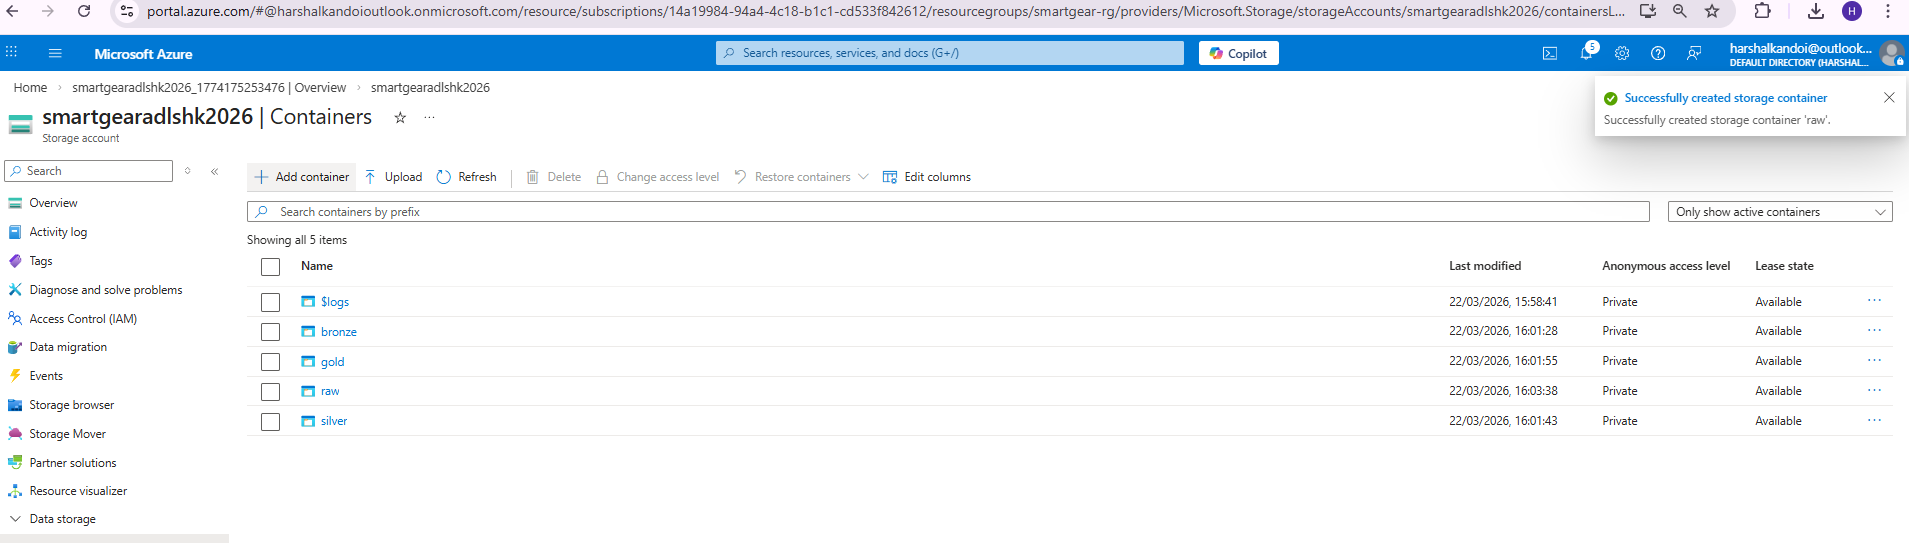 portal.azure.com/#@harshalkandoioutlook.onmicrosoft.com/resource/subscriptions/14a19984-94a4-4c18-b1c1-cd533f842612/resourcegroups/smartgear-rg/providers/Microsoft.Storage/storageAccounts/smartgearadlshk2026/containersL...
H
Microsoft Azure
Search resources, services, and docs (G+/)
Copilot
5
harshalkandoi@outlook...
DEFAULT DIRECTORY (HARSHAL...
Home > smartgearadlshk2026_1774175253476 | Overview > smartgearadlshk2026
Successfully created storage container
Successfully created storage container 'raw'.
smartgearadlshk2026 | Containers
Storage account
Search
Add container
Upload
Refresh
Delete
Change access level
Restore containers
Edit columns
Search containers by prefix
Only show active containers
Showing all 5 items
Name Last modified Anonymous access level Lease state
$logs 22/03/2026, 15:58:41 Private Available
bronze 22/03/2026, 16:01:28 Private Available
gold 22/03/2026, 16:01:55 Private Available
raw 22/03/2026, 16:03:38 Private Available
silver 22/03/2026, 16:01:43 Private Available
Overview
Activity log
Tags
Diagnose and solve problems
Access Control (IAM)
Data migration
Events
Storage browser
Storage Mover
Partner solutions
Resource visualizer
Data storage